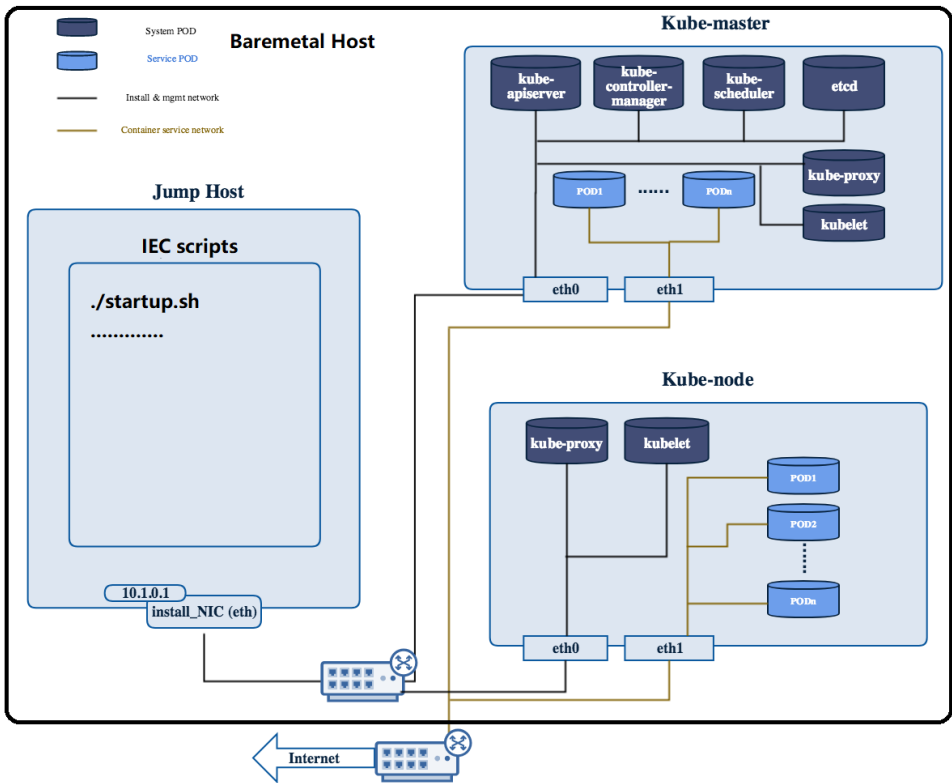 System POD
Service POD
Install & mgmt network
Container service network
Baremetal Host
Kube-master
kube-
apiserver
kube-
controller-
manager
kube-
scheduler
etcd
kube-proxy
kubelet
POD1
......
PODn
eth0
eth1
Jump Host
IEC scripts
./startup.sh
.............
10.1.0.1
install_NIC (eth)
Kube-node
kube-proxy
kubelet
POD1
POD2
......
PODn
eth0
eth1
Internet